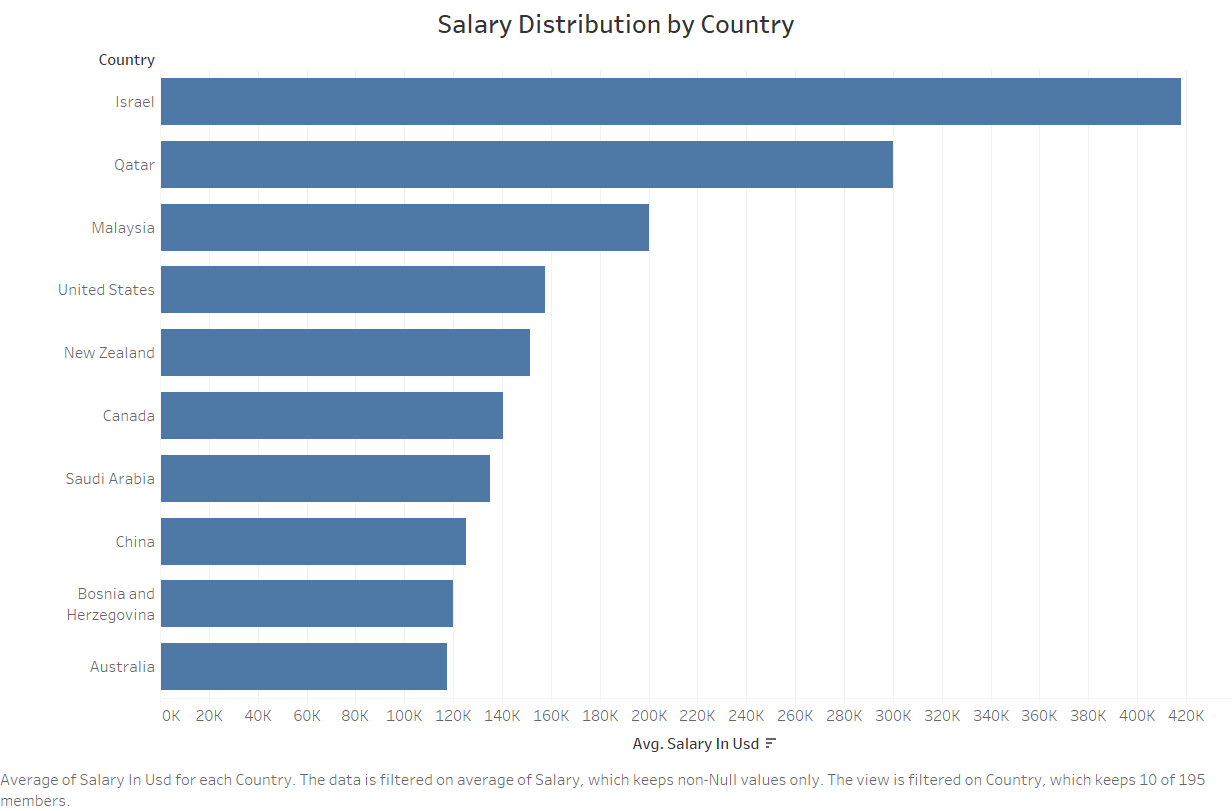 Salary Distribution by Country
Country
Israel
Qatar
Malaysia
United States
New Zealand
Canada
Saudi Arabia
China
Bosnia and
Herzegovina
Australia
0K 20K 40K 60K 80K 100K 120K 140K 160K 180K 200K 220K 240K 260K 280K 300K 320K 340K 360K 380K 400K 420K
Avg. Salary In Usd
Average of Salary In Usd for each Country. The data is filtered on average of Salary, which keeps non-Null values only. The view is filtered on Country, which keeps 10 of 195
members.